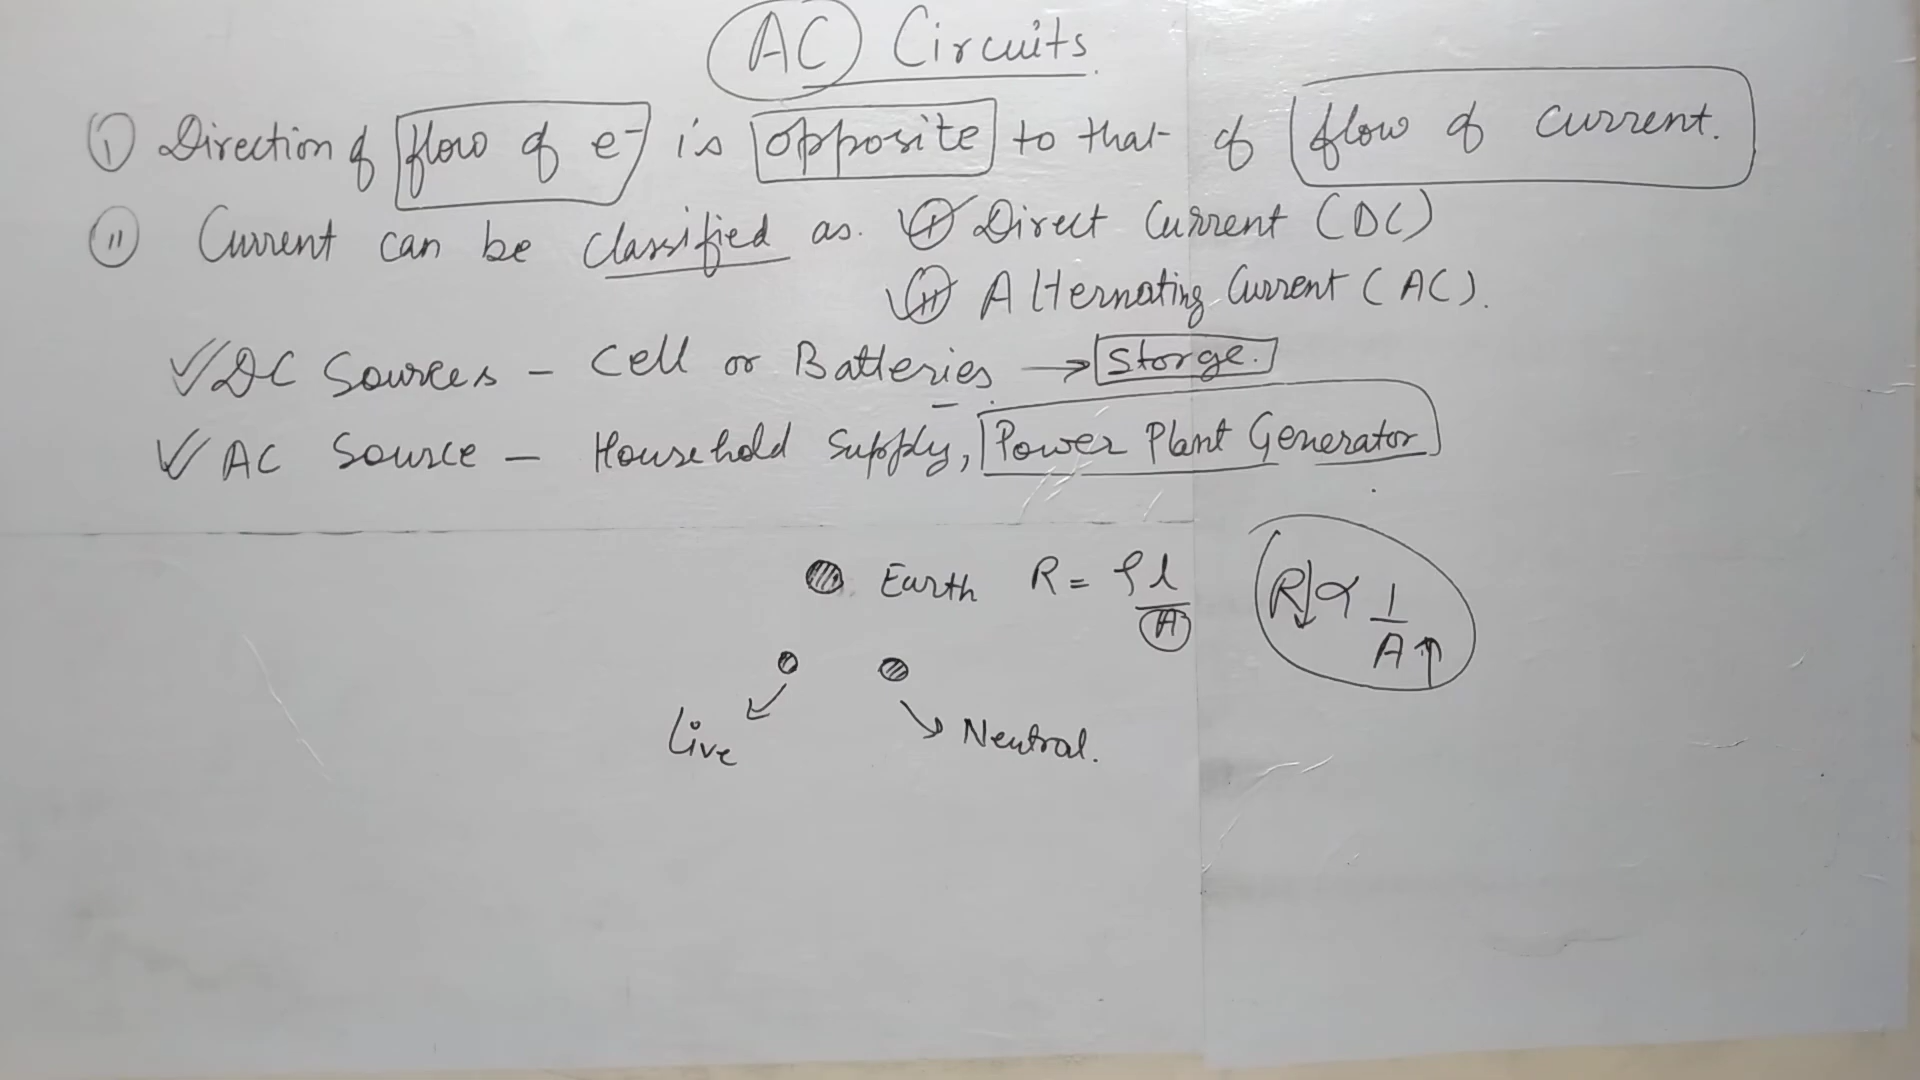 AC Circuits.
(i) Direction of flow of e⁻ is opposite to that of flow of current.
(ii) Current can be classified as. (I) Direct Current (DC)
(II) Alternating Current (AC).
✓ DC Sources - Cell or Batteries → Storge.
✓ AC Source - Household Supply, Power Plant Generator
Earth R = ρl/A R↓ ∝ 1/A↑
Live Neutral.